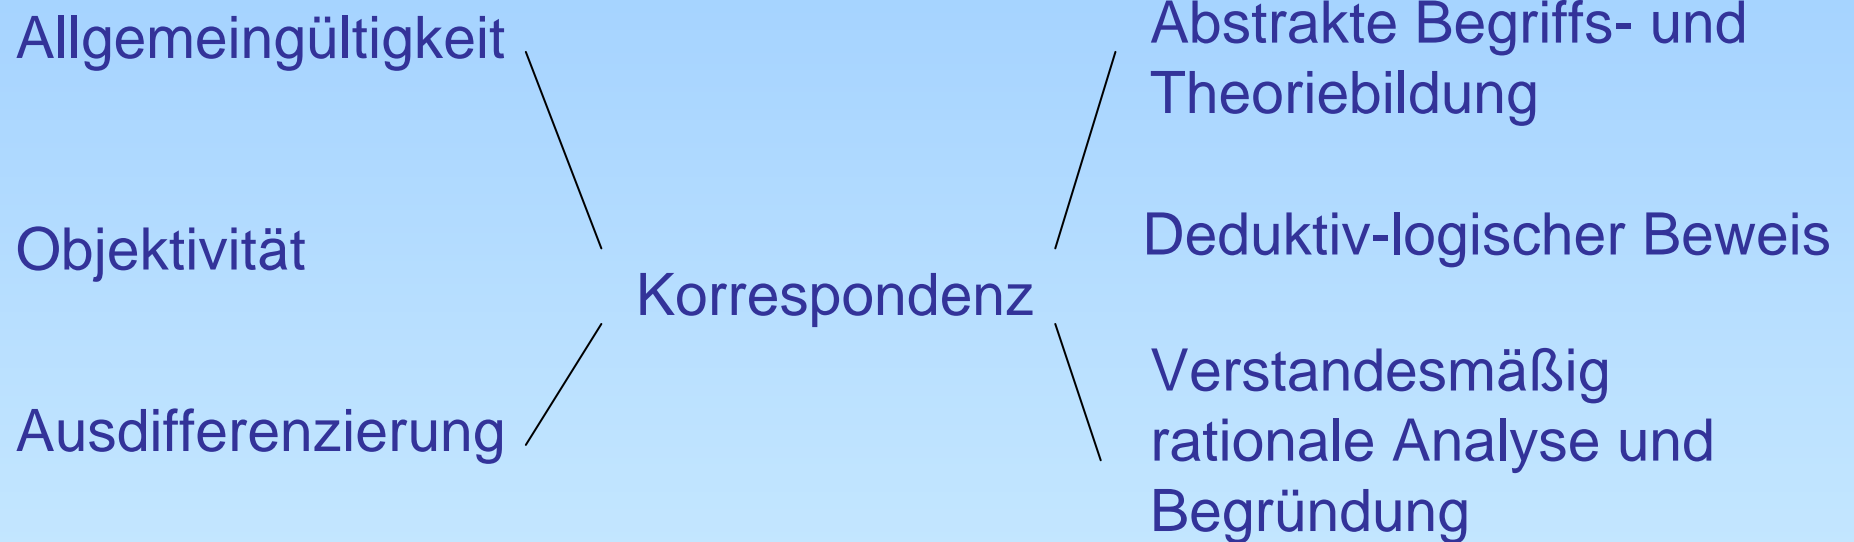 Allgemeingültigkeit
Objektivität
Ausdifferenzierung
Korrespondenz
Abstrakte Begriffs- und
Theoriebildung
Deduktiv-logischer Beweis
Verstandesmäßig
rationale Analyse und
Begründung